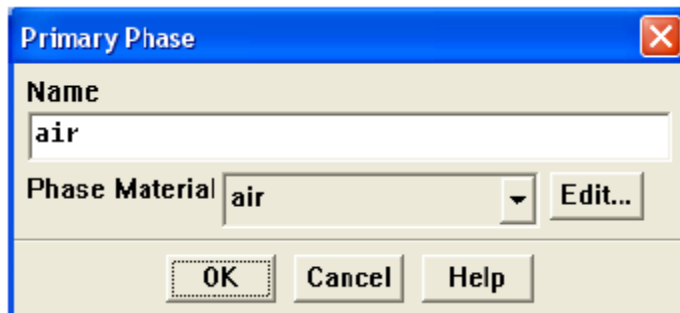 Primary Phase
Name
air
Phase Material air Edit...
OK Cancel Help